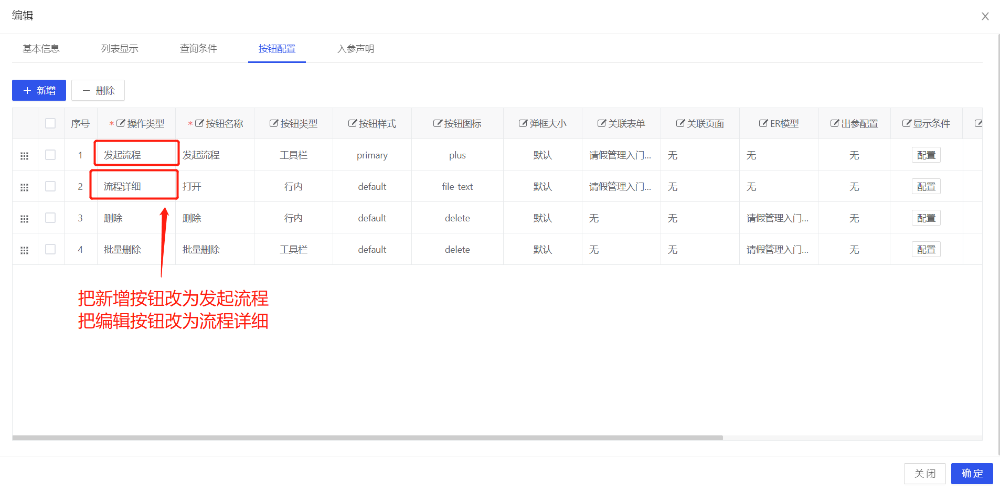 编辑
基本信息 列表显示 查询条件 按钮配置 入参声明
新增 删除
序号 *操作类型 *按钮名称 按钮类型 按钮样式 按钮图标 弹框大小 关联表单 关联页面 ER模型 出参配置 显示条件
1 发起流程 发起流程 工具栏 primary plus 默认 请假管理入门... 无 无 无 配置
2 流程详细 打开 行内 default file-text 默认 请假管理入门... 无 无 无 配置
3 删除 删除 行内 default delete 默认 无 无 请假管理入门... 无 配置
4 批量删除 批量删除 工具栏 default delete 默认 无 无 请假管理入门... 无 配置
把新增按钮改为发起流程
把编辑按钮改为流程详细
关闭 确定